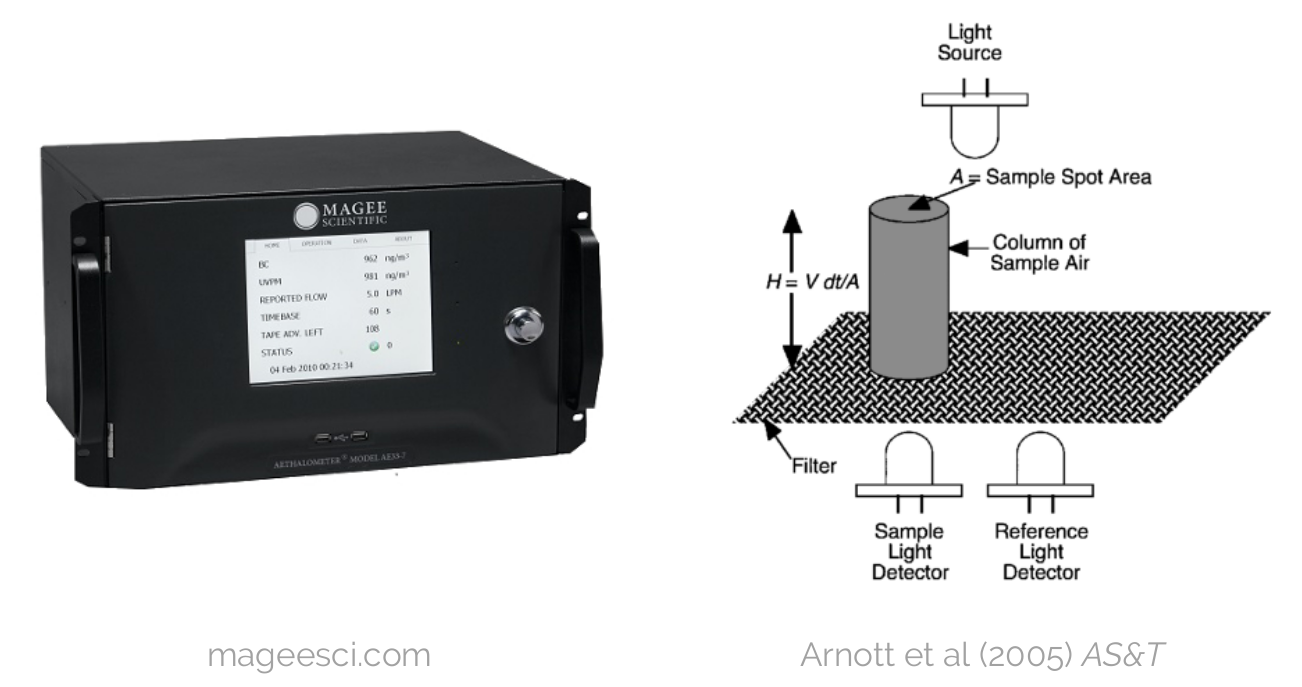 MAGEE
SCIENTIFIC
HOME OPERATION DATA ABOUT
BC 962 ng/m³
UVPM 981 ng/m³
REPORTED FLOW 5.0 LPM
TIMEBASE 60 s
TAPE ADV. LEFT 108
STATUS 0
04 Feb 2010 00:21:34
AETHALOMETER® MODEL AE33-7
mageesci.com
Light
Source
A = Sample Spot Area
Column of
Sample Air
H = V dt/A
Filter
Sample
Light
Detector
Reference
Light
Detector
Arnott et al (2005) AS&T